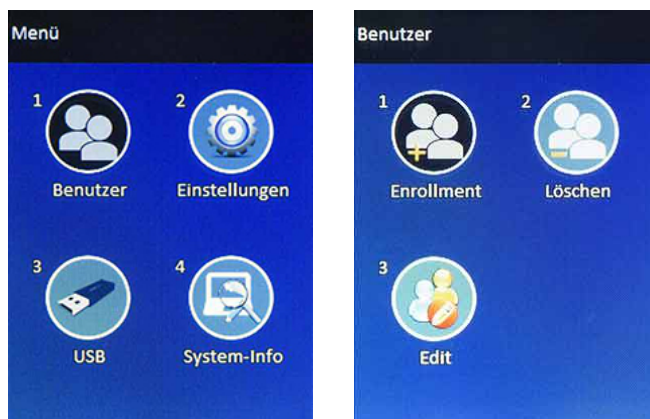 Menü
1
2
Benutzer
Einstellungen
3
4
USB
System-Info
Benutzer
1
2
Enrollment
Löschen
3
Edit